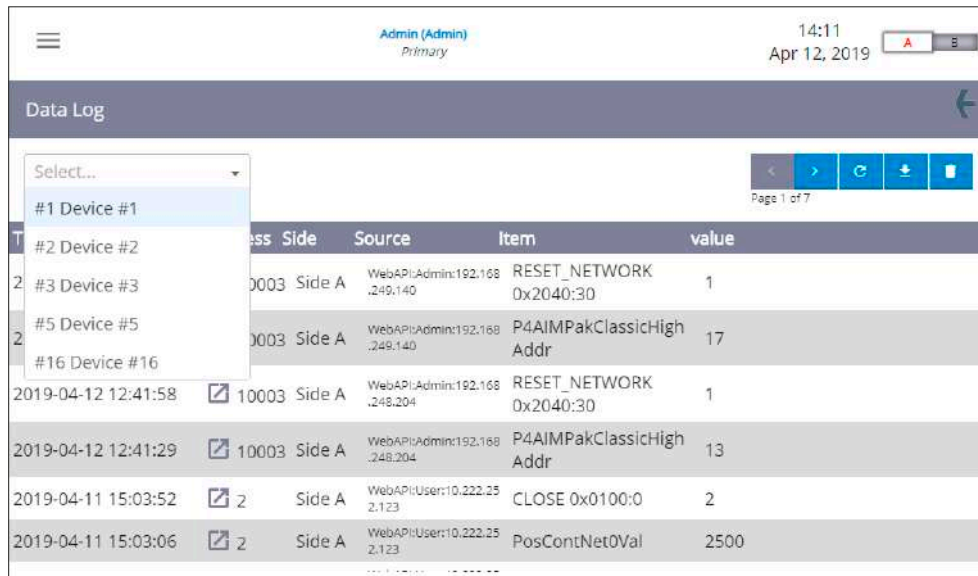 Admin (Admin)
Primary
14:11
Apr 12, 2019
A
B
Data Log
Select...
#1 Device #1
#2 Device #2
#3 Device #3
#5 Device #5
#16 Device #16
Page 1 of 7
T ess Side Source Item value
2 0003 Side A WebAPI:Admin:192.168 RESET_NETWORK 1
.249.140 0x2040:30
2 0003 Side A WebAPI:Admin:192.168 P4AIMPakClassicHigh 17
.249.140 Addr
2019-04-12 12:41:58 10003 Side A WebAPI:Admin:192.168 RESET_NETWORK 1
.248.204 0x2040:30
2019-04-12 12:41:29 10003 Side A WebAPI:Admin:192.168 P4AIMPakClassicHigh 13
.248.204 Addr
2019-04-11 15:03:52 2 Side A WebAPI:User:10.222.25 CLOSE 0x0100:0 2
2.123
2019-04-11 15:03:06 2 Side A WebAPI:User:10.222.25 PosContNet0Val 2500
2.123